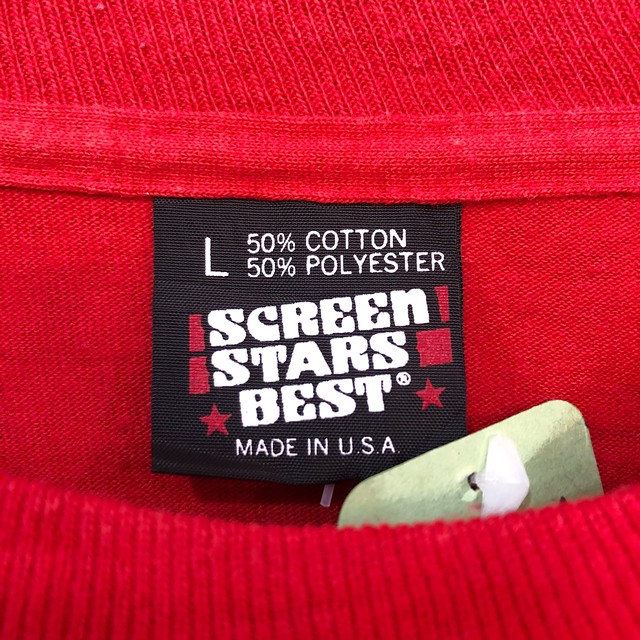 L 50% COTTON
50% POLYESTER
SCREEN
STARS
BEST®
MADE IN U.S.A.